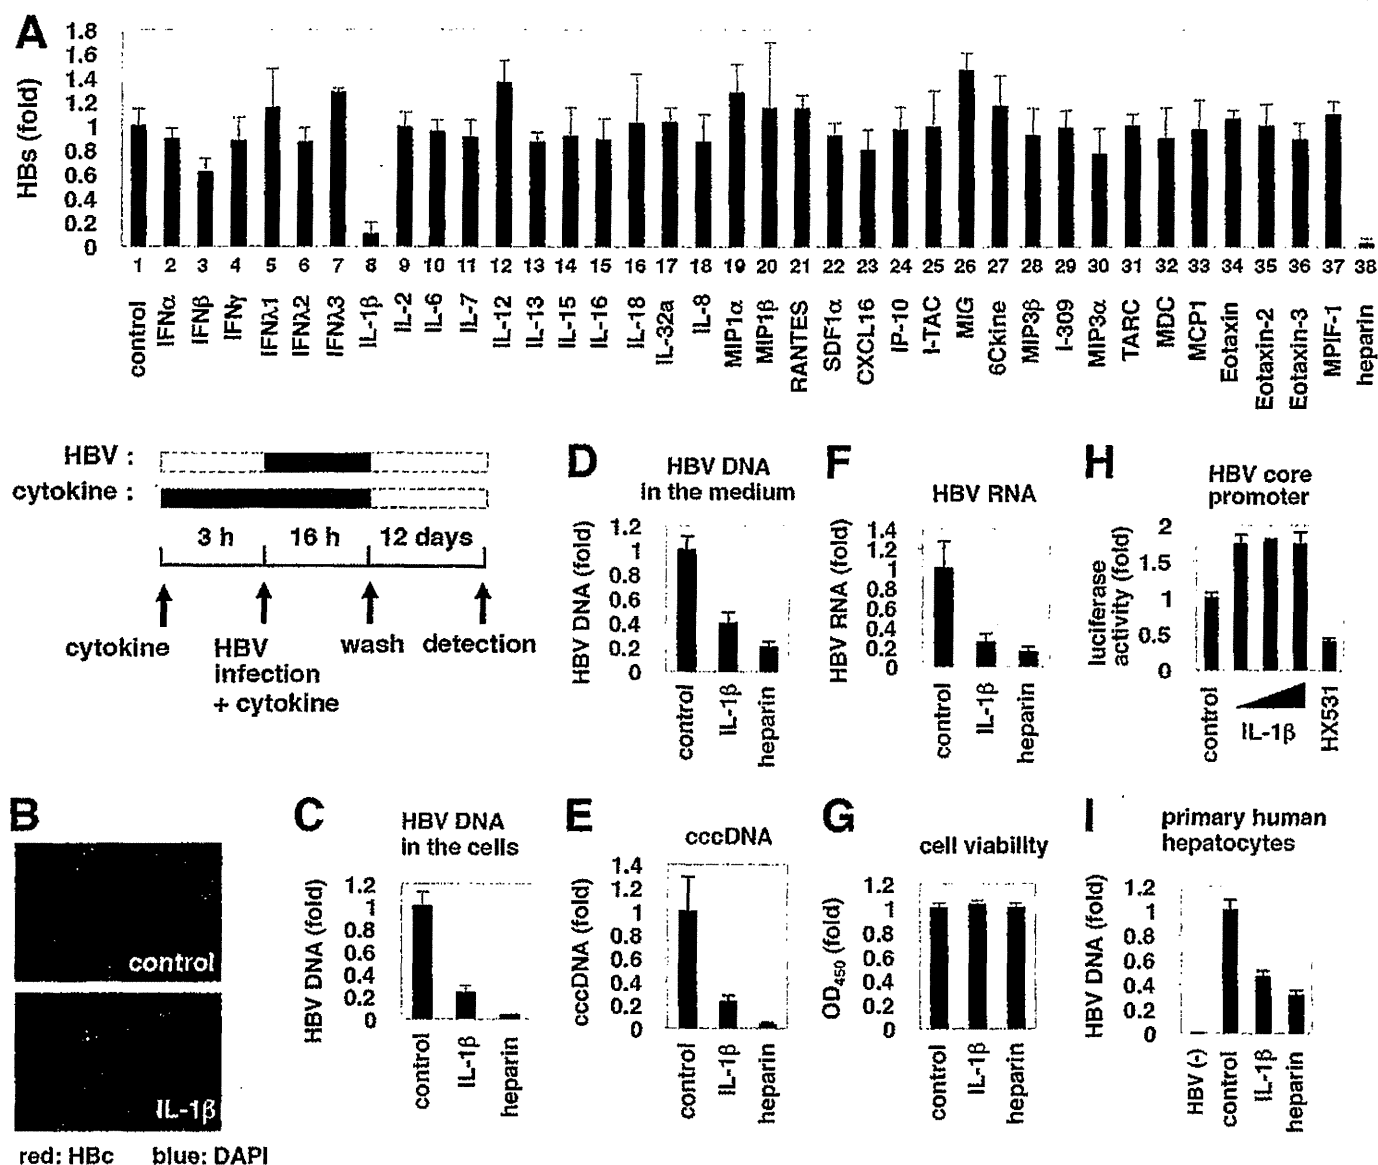 A
HBs (fold)
1.8
1.6
1.4
1.2
1
0.8
0.6
0.4
0.2
0
1 2 3 4 5 6 7 8 9 10 11 12 13 14 15 16 17 18 19 20 21 22 23 24 25 26 27 28 29 30 31 32 33 34 35 36 37 38
control
IFNα
IFNβ
IFNγ
IFNλ1
IFNλ2
IFNλ3
IL-1β
IL-2
IL-6
IL-7
IL-12
IL-13
IL-15
IL-16
IL-18
IL-32a
IL-8
MIP1α
MIP1β
RANTES
SDF1α
CXCL16
IP-10
I-TAC
MIG
6Ckine
MIP3β
I-309
MIP3α
TARC
MDC
MCP1
Eotaxin
Eotaxin-2
Eotaxin-3
MPIF-1
heparin
HBV :
cytokine :
3 h 16 h 12 days
cytokine
HBV
infection
+ cytokine
wash
detection
D
HBV DNA
in the medium
HBV DNA (fold)
1.2
1
0.8
0.6
0.4
0.2
0
control
IL-1β
heparin
F
HBV RNA
HBV RNA (fold)
1.4
1.2
1
0.8
0.6
0.4
0.2
0
control
IL-1β
heparin
H
HBV core
promoter
luciferase
activity (fold)
2
1.5
1
0.5
0
control
IL-1β
HX531
B
control
IL-1β
red: HBc blue: DAPI
C
HBV DNA
in the cells
HBV DNA (fold)
1.2
1
0.8
0.6
0.4
0.2
0
control
IL-1β
heparin
E
cccDNA
cccDNA (fold)
1.4
1.2
1
0.8
0.6
0.4
0.2
0
control
IL-1β
heparin
G
cell viability
OD450 (fold)
1.2
1
0.8
0.6
0.4
0.2
0
control
IL-1β
heparin
I
primary human
hepatocytes
HBV DNA (fold)
1.2
1
0.8
0.6
0.4
0.2
0
HBV (-)
control
IL-1β
heparin